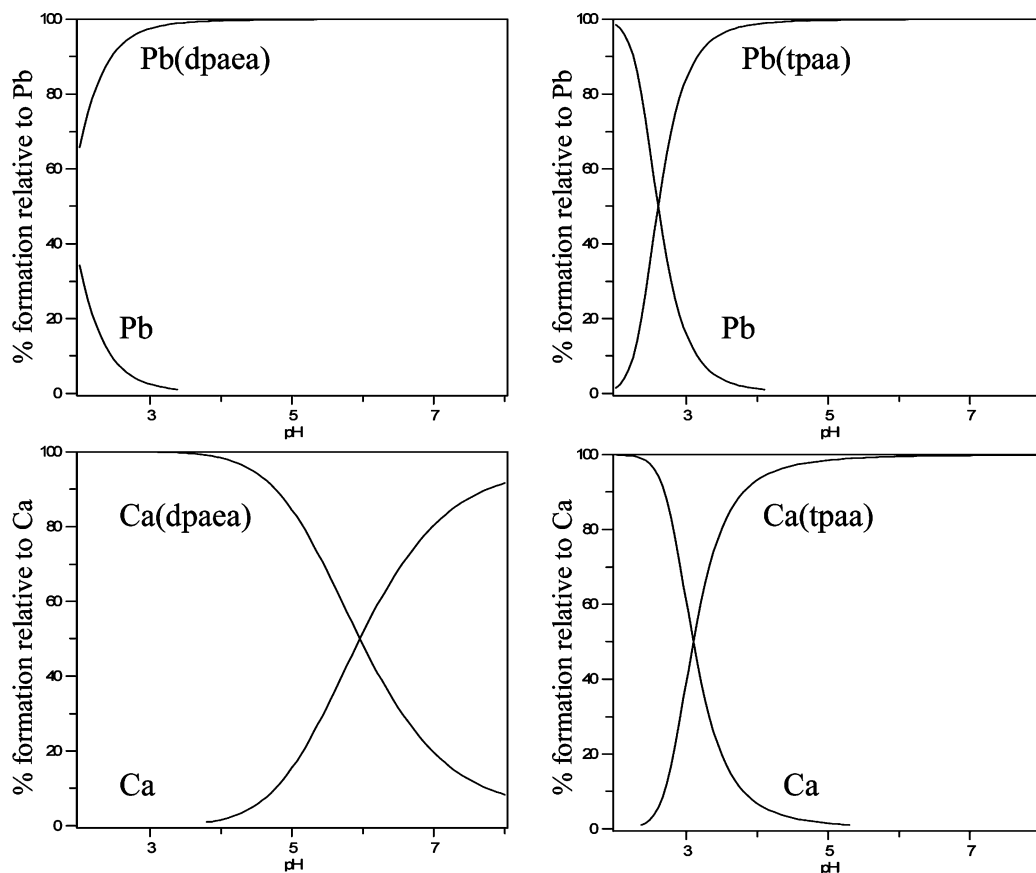 % formation relative to Pb
100
80
60
40
20
0
Pb(dpaea)
Pb
3
5
7
pH
% formation relative to Pb
100
80
60
40
20
0
Pb(tpaa)
Pb
3
5
7
pH
% formation relative to Ca
100
80
60
40
20
0
Ca(dpaea)
Ca
3
5
7
pH
% formation relative to Ca
100
80
60
40
20
0
Ca(tpaa)
Ca
3
5
7
pH